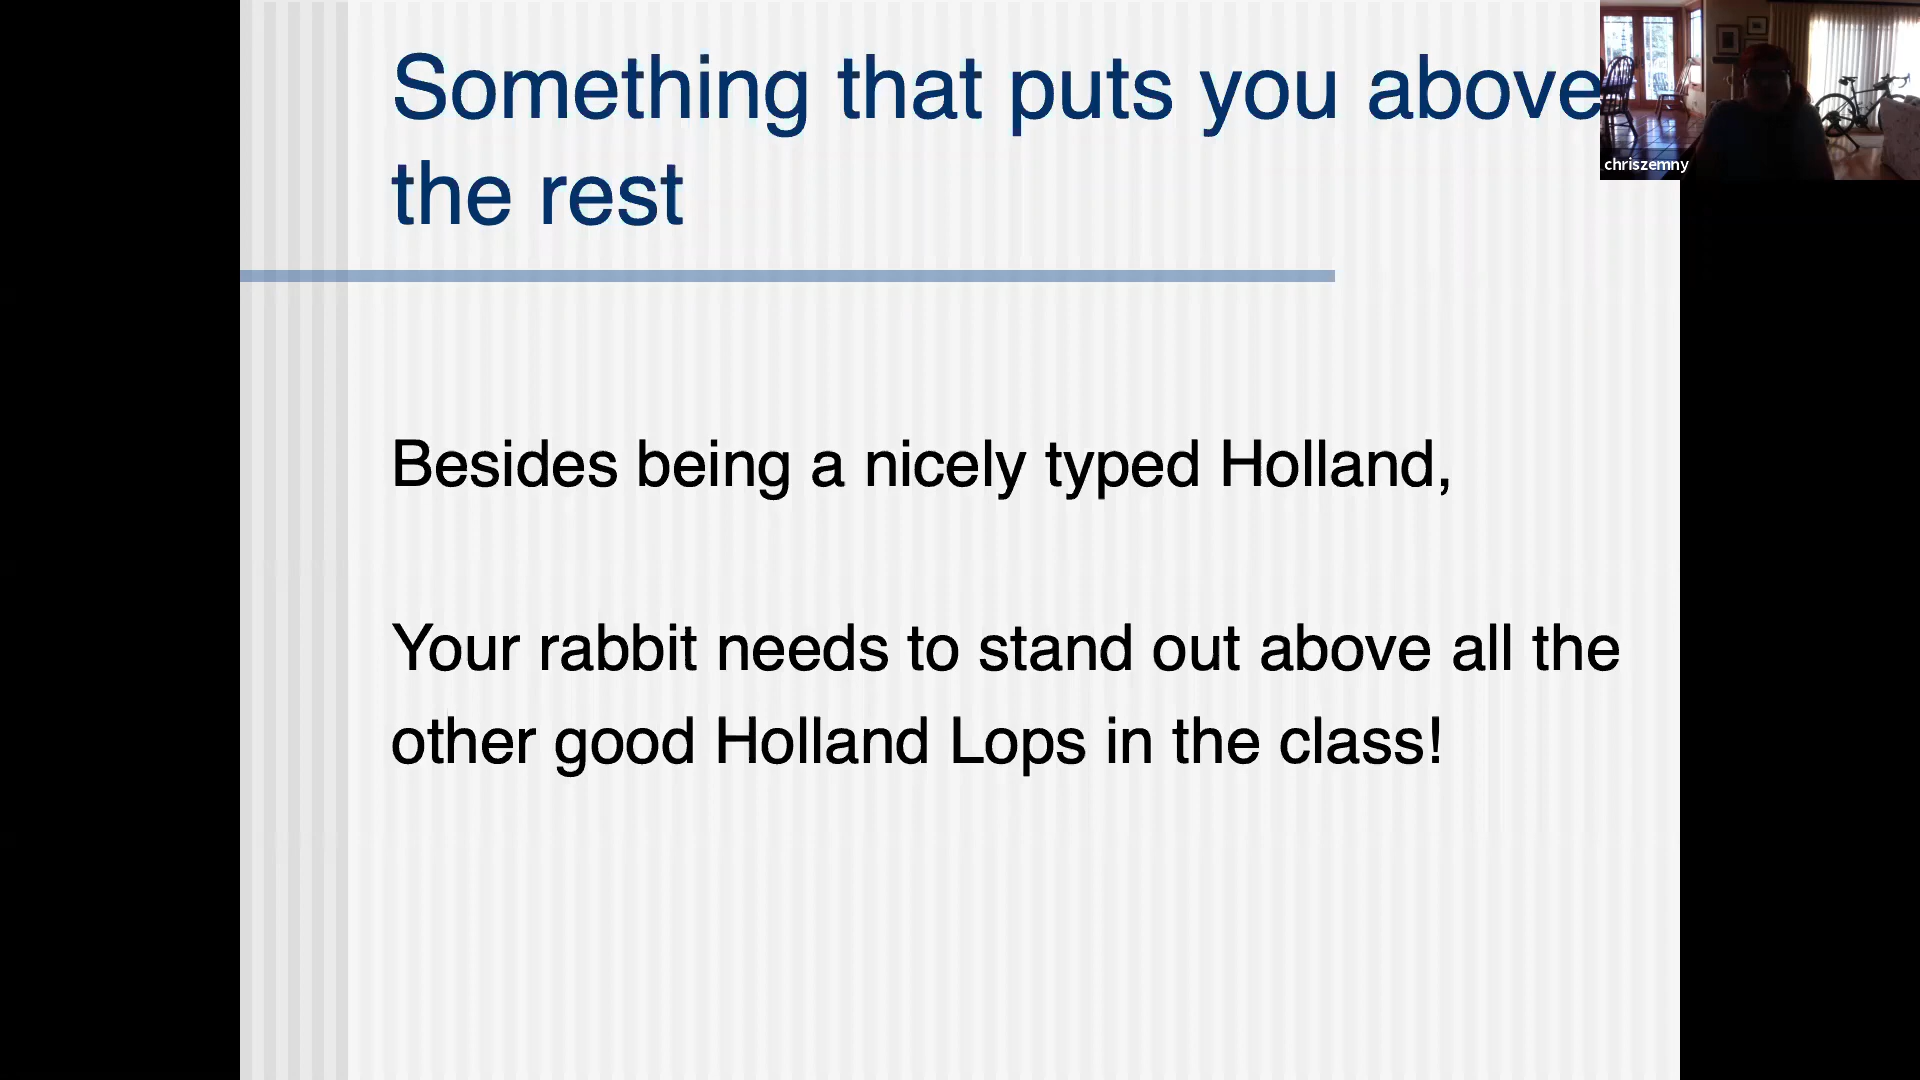 Something that puts you above
the rest
chriszemny
Besides being a nicely typed Holland,
Your rabbit needs to stand out above all the
other good Holland Lops in the class!